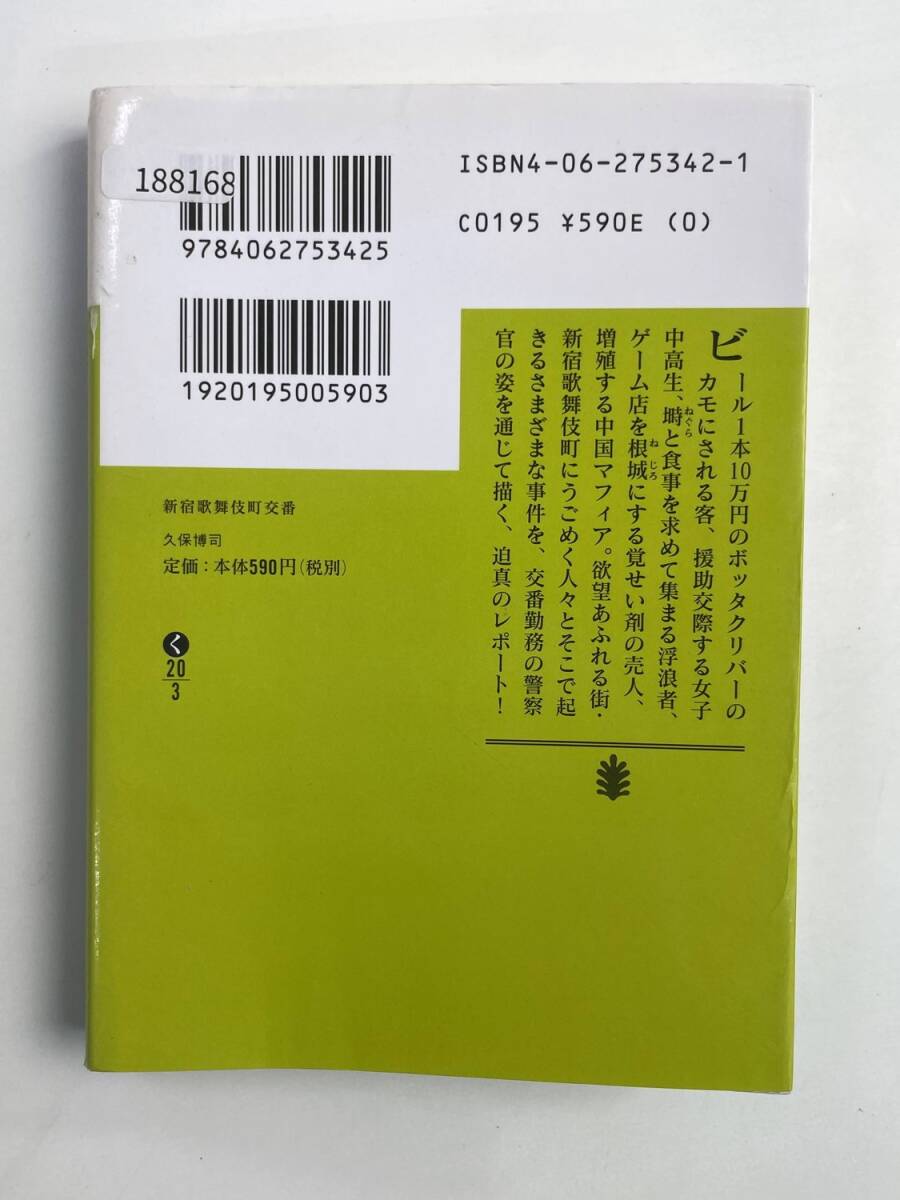 188168
9784062753425
ISBN4-06-275342-1
C0195 ¥590E (0)
1920195005903
ビール1本10万円のボッタクリバーの
カモにされる客、援助交際する女子
中高生、塒と食事を求めて集まる浮浪者、
ねぐら
ゲーム店を根城にする覚せい剤の売人、
ねじろ
増殖する中国マフィア。欲望あふれる街・
新宿歌舞伎町にうごめく人々とそこで起
きるさまざまな事件を、交番勤務の警察
官の姿を通じて描く、迫真のレポート!
新宿歌舞伎町交番
久保博司
定価:本体590円(税別)
く
20
3